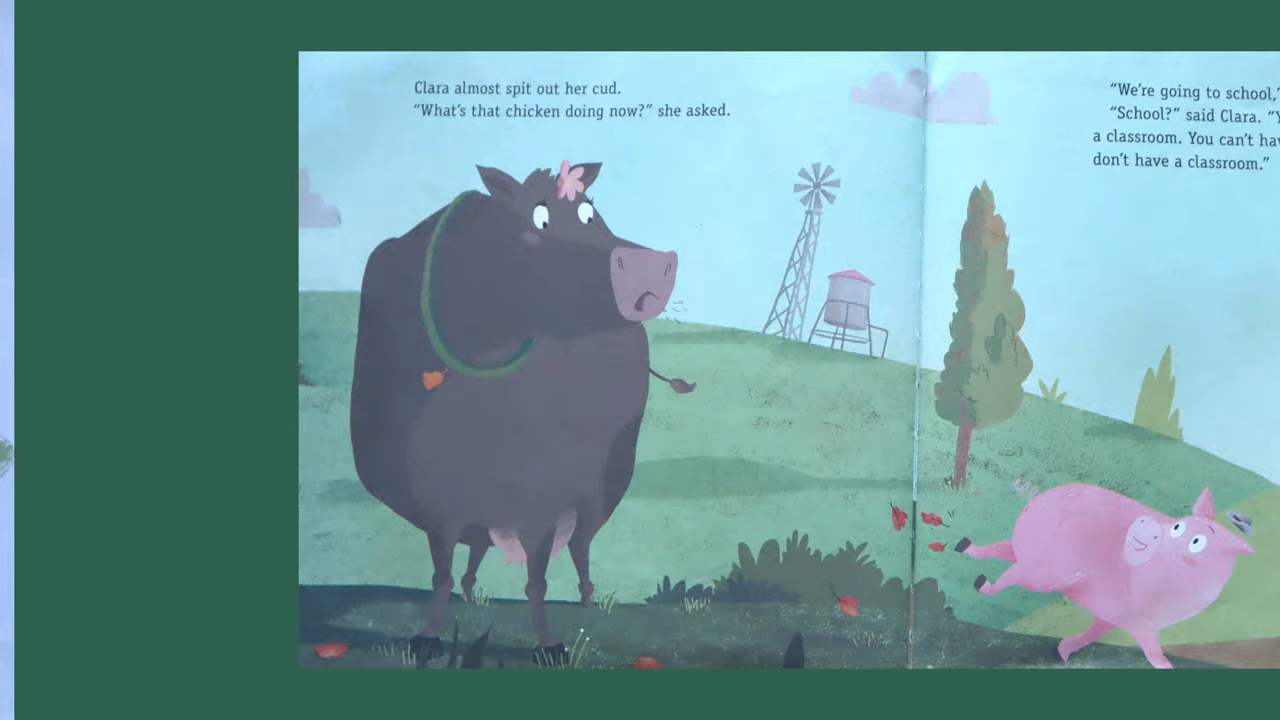 Clara almost spit out her cud.
“What’s that chicken doing now?” she asked.
“We’re going to school,”
“School?” said Clara. “
a classroom. You can’t
don’t have a classroom.”